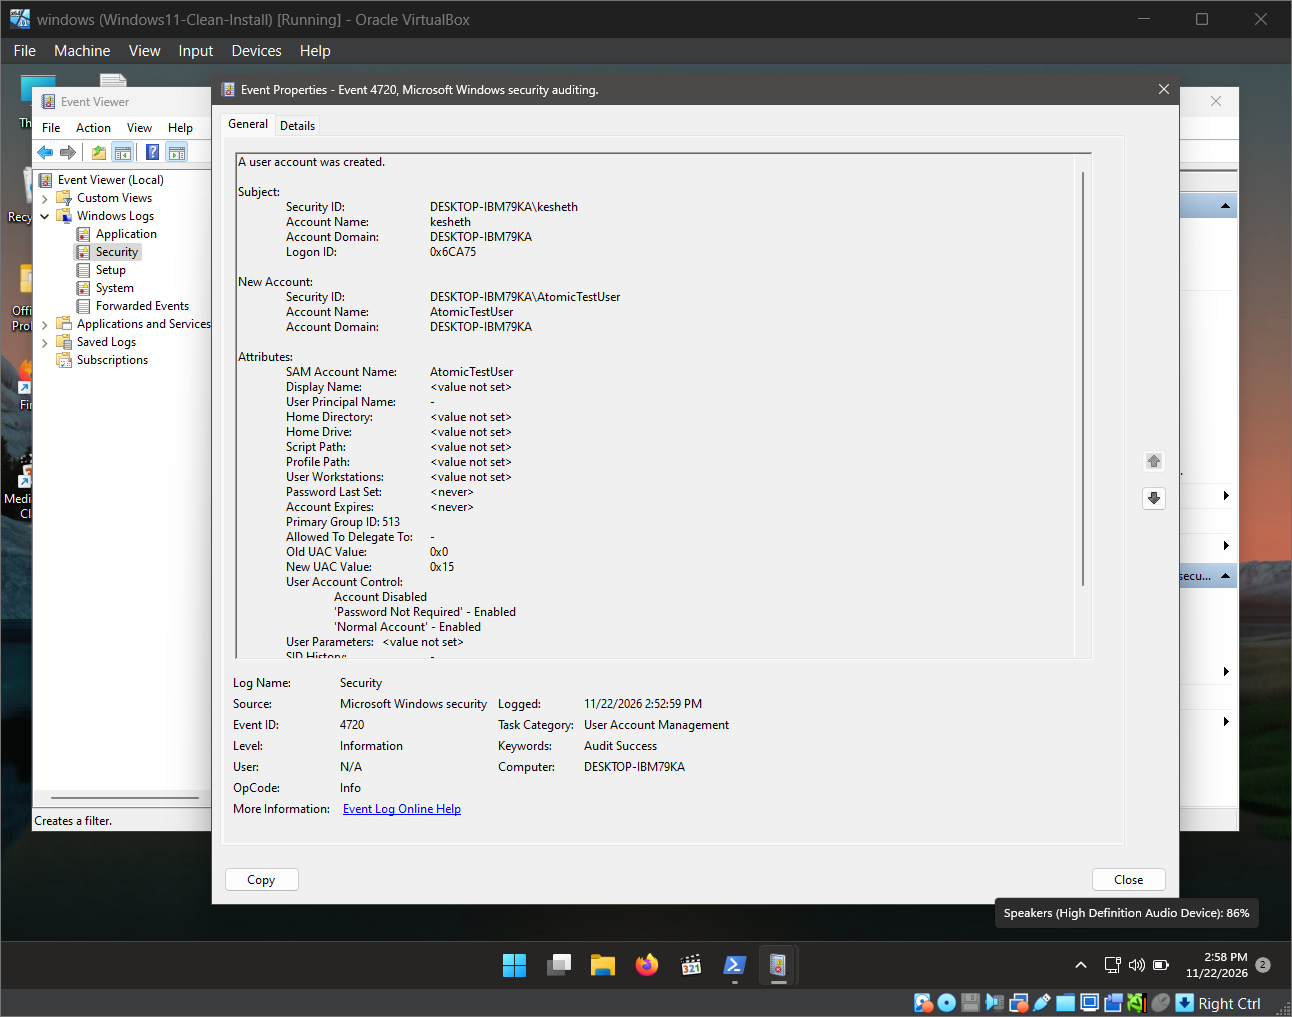 windows (Windows11-Clean-Install) [Running] - Oracle VirtualBox
File Machine View Input Devices Help
Event Viewer
File Action View Help
Event Viewer (Local)
Custom Views
Windows Logs
Application
Security
Setup
System
Forwarded Events
Applications and Services
Saved Logs
Subscriptions
Creates a filter.
Event Properties - Event 4720, Microsoft Windows security auditing.
General Details
A user account was created.
Subject:
Security ID: DESKTOP-IBM79KA\kesheth
Account Name: kesheth
Account Domain: DESKTOP-IBM79KA
Logon ID: 0x6CA75
New Account:
Security ID: DESKTOP-IBM79KA\AtomicTestUser
Account Name: AtomicTestUser
Account Domain: DESKTOP-IBM79KA
Attributes:
SAM Account Name: AtomicTestUser
Display Name: <value not set>
User Principal Name: -
Home Directory: <value not set>
Home Drive: <value not set>
Script Path: <value not set>
Profile Path: <value not set>
User Workstations: <value not set>
Password Last Set: <never>
Account Expires: <never>
Primary Group ID: 513
Allowed To Delegate To: -
Old UAC Value: 0x0
New UAC Value: 0x15
User Account Control:
Account Disabled
'Password Not Required' - Enabled
'Normal Account' - Enabled
User Parameters: <value not set>
SID History: -
Log Name: Security
Source: Microsoft Windows security Logged: 11/22/2026 2:52:59 PM
Event ID: 4720 Task Category: User Account Management
Level: Information Keywords: Audit Success
User: N/A Computer: DESKTOP-IBM79KA
OpCode: Info
More Information: Event Log Online Help
Copy Close
secu...
Speakers (High Definition Audio Device): 86%
321
2:58 PM
11/22/2026
2
Right Ctrl